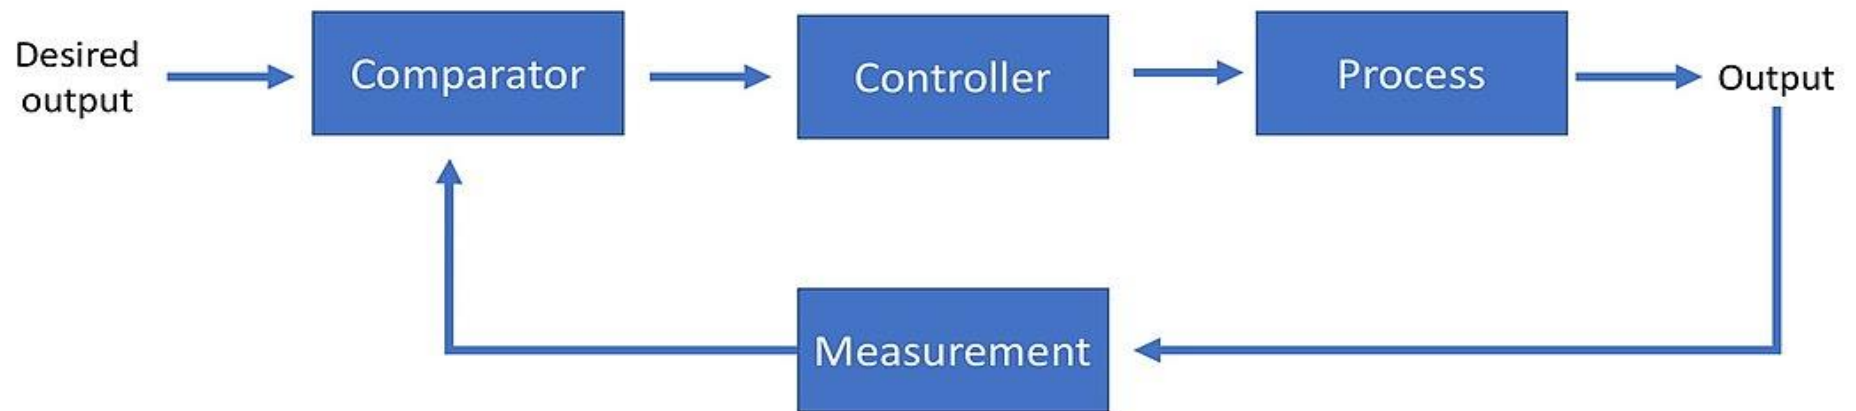 Desired
output
Comparator
Controller
Process
Output
Measurement